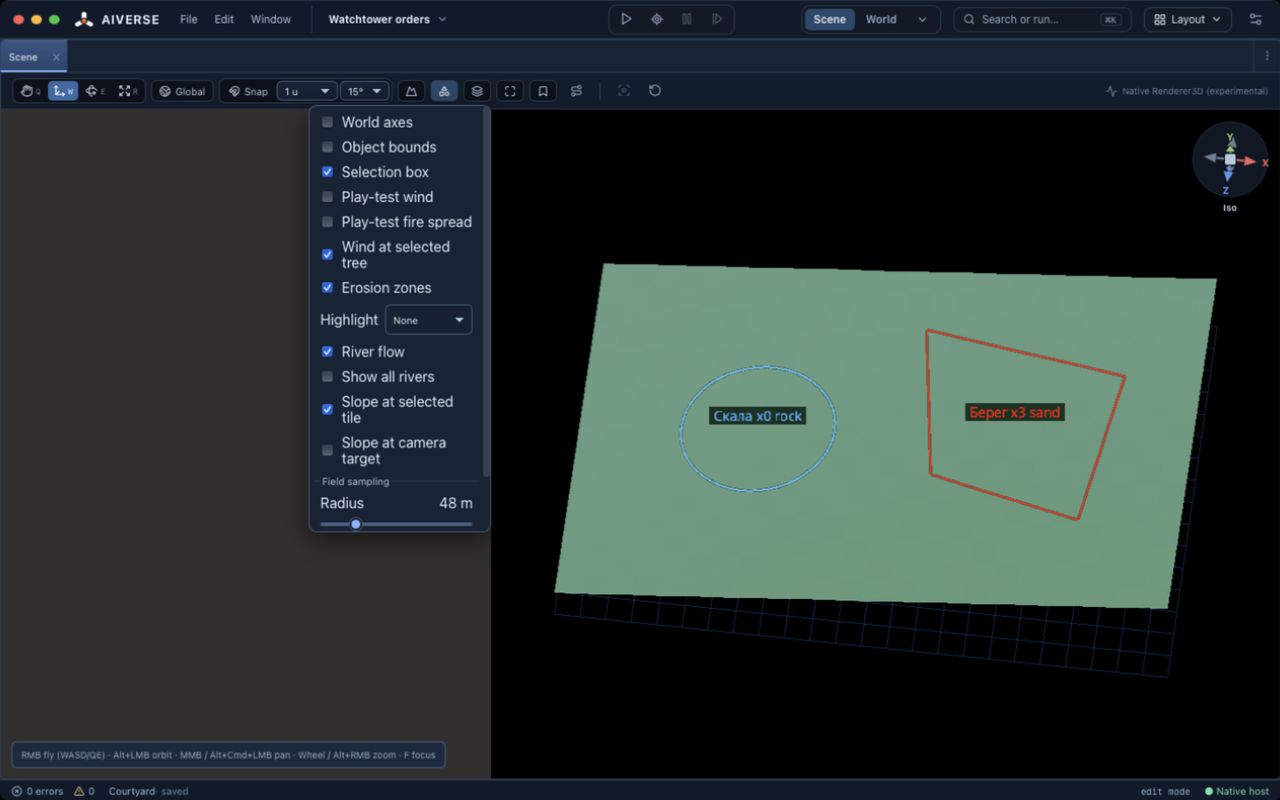 AIVERSE File Edit Window Watchtower orders Scene World Search or run... ⌘K Layout
Scene
Q W E R Global Snap 1 u 15° Native Renderer3D (experimental)
World axes
Object bounds
Selection box
Play-test wind
Play-test fire spread
Wind at selected
tree
Erosion zones
Highlight None
River flow
Show all rivers
Slope at selected
tile
Slope at camera
target
Field sampling
Radius 48 m
Y
X
Z
Iso
Скала x0 rock
Берег x3 sand
RMB fly (WASD/QE) · Alt+LMB orbit · MMB / Alt+Cmd+LMB pan · Wheel / Alt+RMB zoom · F focus
0 errors 0 Courtyard · saved edit mode Native host